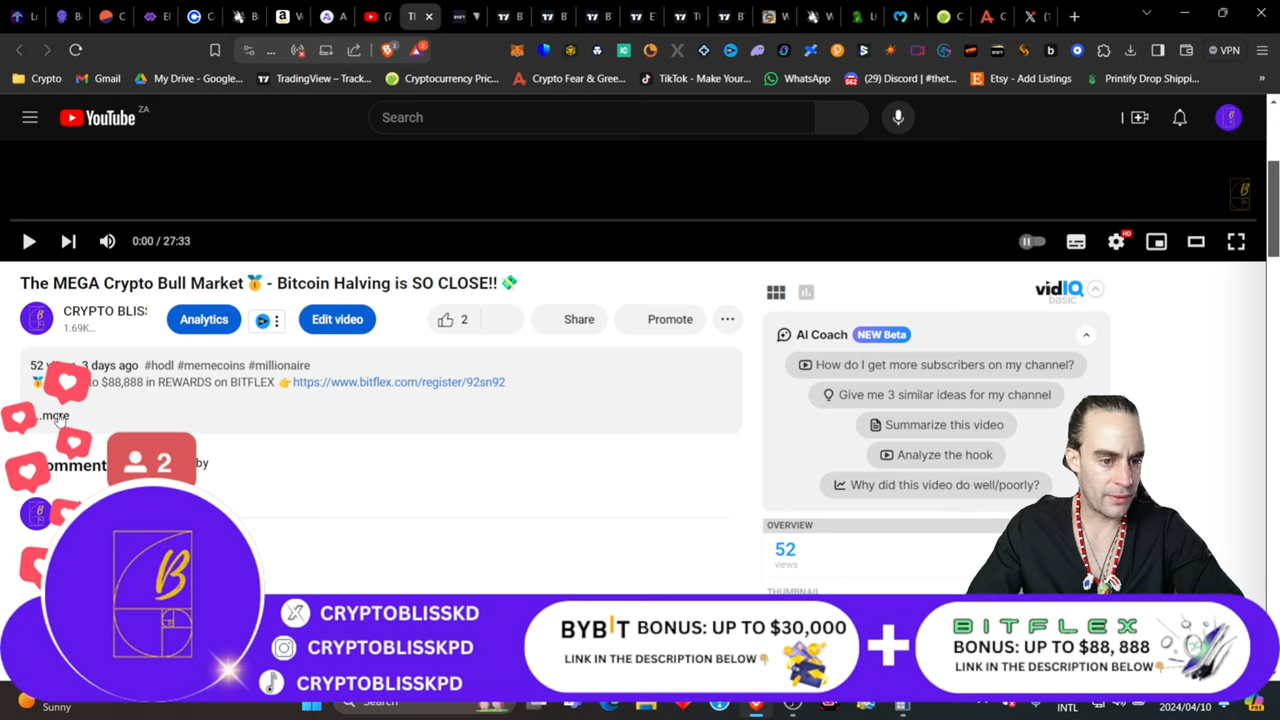 Crypto
Gmail
My Drive - Google...
TradingView – Track...
Cryptocurrency Pric...
Crypto Fear & Gree...
TikTok - Make Your...
WhatsApp
(29) Discord | #thet...
Etsy - Add Listings
Printify Drop Shippi...
VPN
YouTube ZA
Search
0:00 / 27:33
HD
The MEGA Crypto Bull Market🥇 - Bitcoin Halving is SO CLOSE!! 💸
CRYPTO BLIS
1.69K...
Analytics
Edit video
2
Share
Promote
52 3 days ago #hodl #memecoins #millionaire
to $88,888 in REWARDS on BITFLEX 👉https://www.bitflex.com/register/92sn92
...more
by
2
vidIQ
basic
AI Coach NEW Beta
How do I get more subscribers on my channel?
Give me 3 similar ideas for my channel
Summarize this video
Analyze the hook
Why did this video do well/poorly?
OVERVIEW
52
views
THUMBNAIL
B
CRYPTOBLISSKD
CRYPTOBLISSKPD
CRYPTOBLISSKPD
BYBIT BONUS: UP TO $30,000
LINK IN THE DESCRIPTION BELOW👇🏼
+
BITFLEX
BONUS: UP TO $88, 888
LINK IN THE DESCRIPTION BELOW👇🏼
Sunny
Search
INTL
2024/04/10